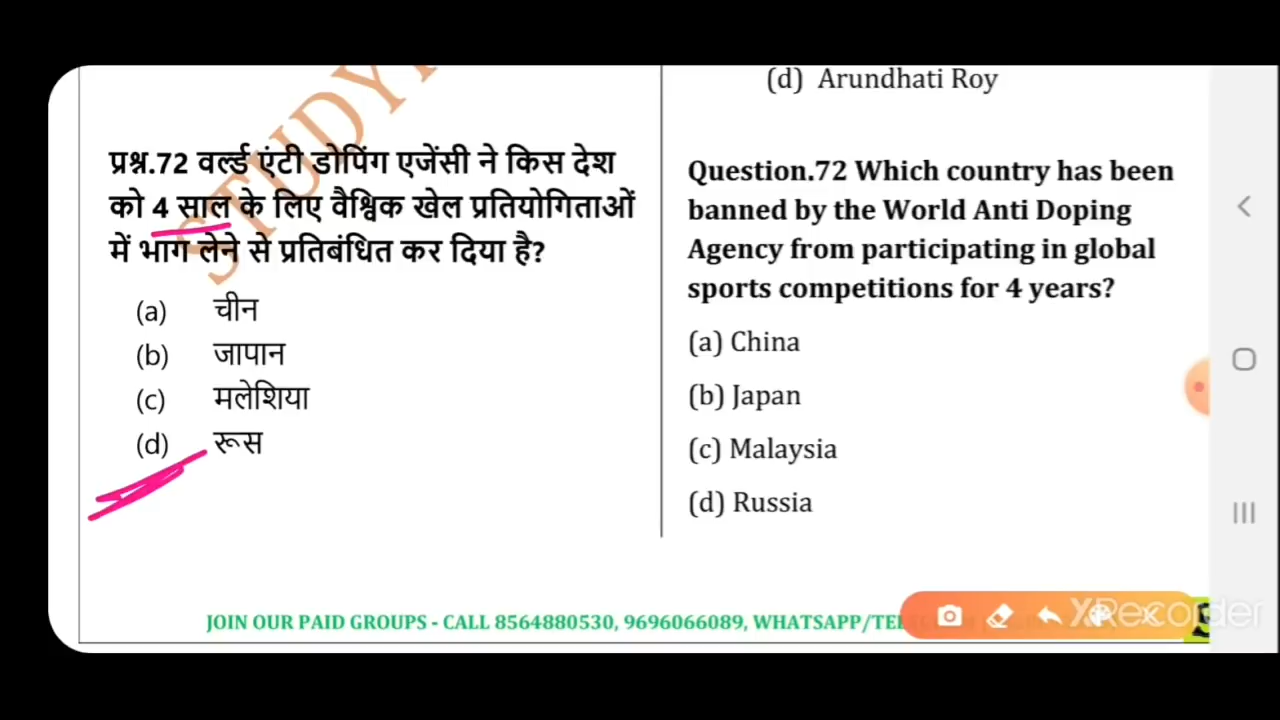 (d) Arundhati Roy
प्रश्न.72 वर्ल्ड एंटी डोपिंग एजेंसी ने किस देश
को 4 साल के लिए वैश्विक खेल प्रतियोगिताओं
में भाग लेने से प्रतिबंधित कर दिया है?
(a) चीन
(b) जापान
(c) मलेशिया
(d) रूस
Question.72 Which country has been
banned by the World Anti Doping
Agency from participating in global
sports competitions for 4 years?
(a) China
(b) Japan
(c) Malaysia
(d) Russia
JOIN OUR PAID GROUPS - CALL 8564880530, 9696066089, WHATSAPP/
XRecorder